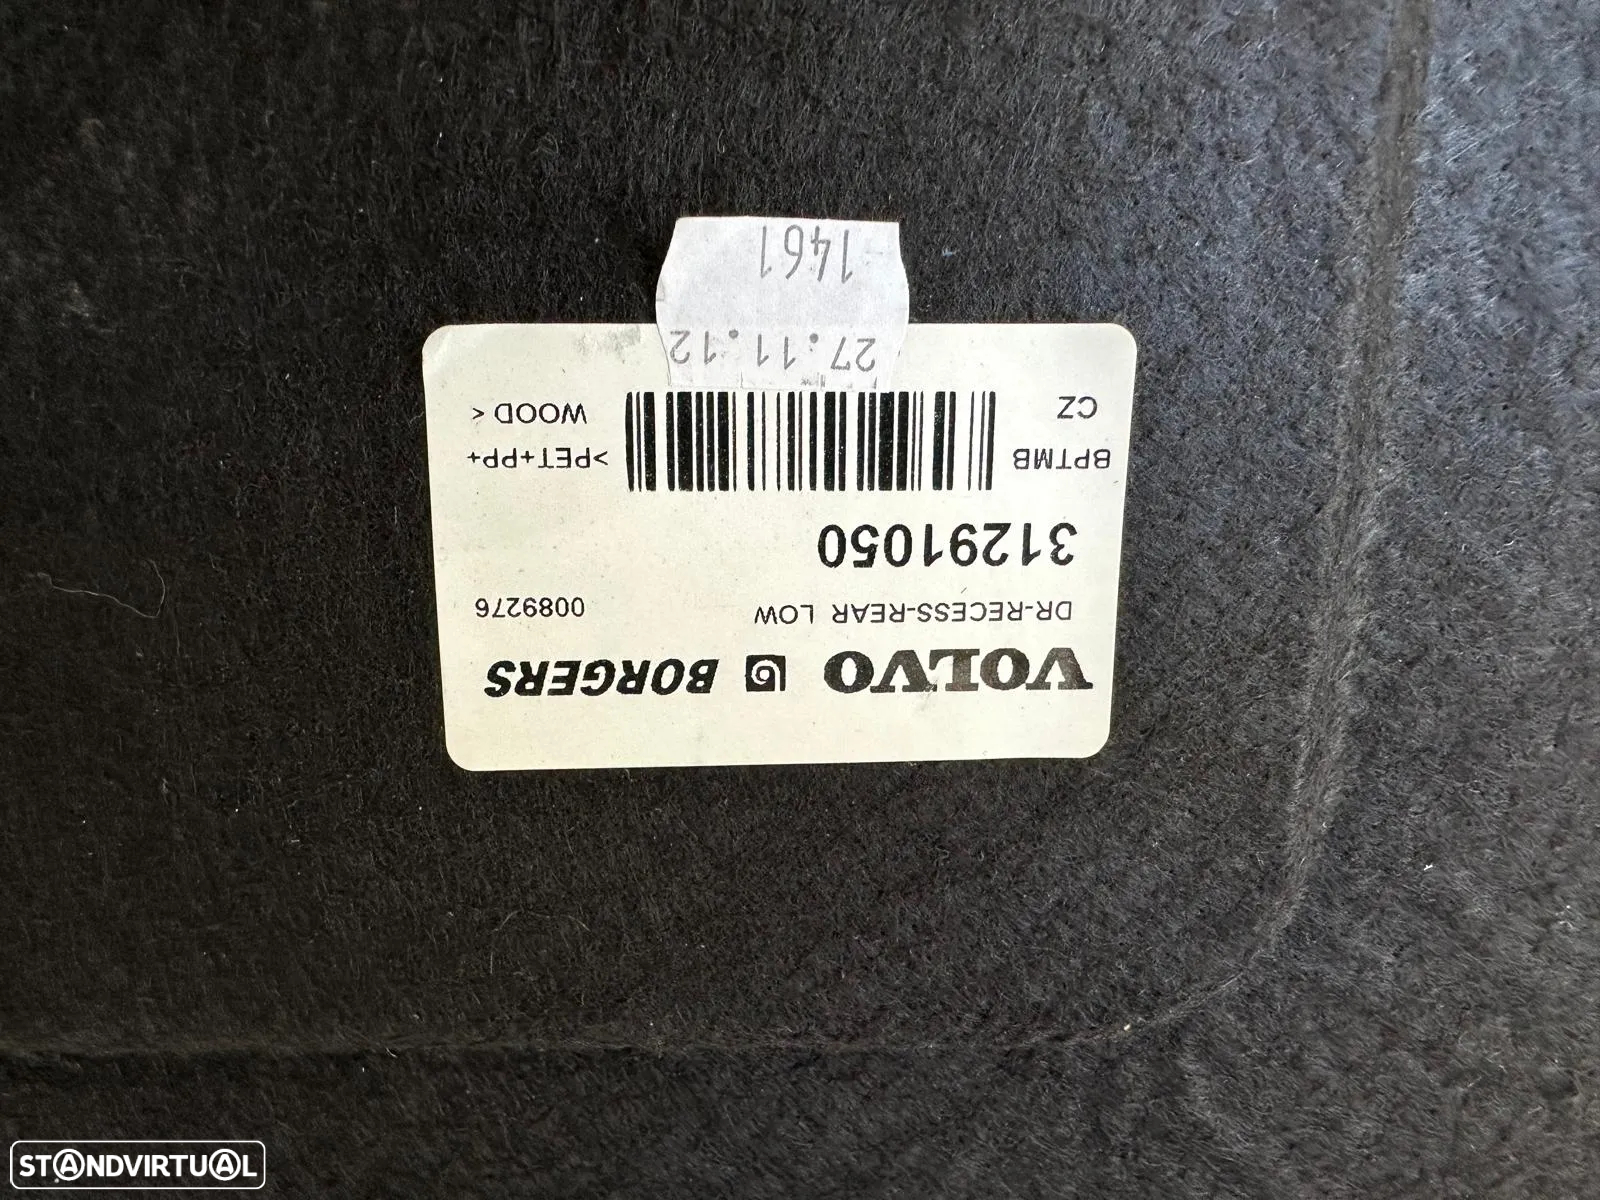 VOLVO BORGERS
DR-RECESS-REAR LOW 0089276
31291050
BPTMB >PET+PP+
CZ WOOD <
27.11.12
1461
STANDVIRTUAL